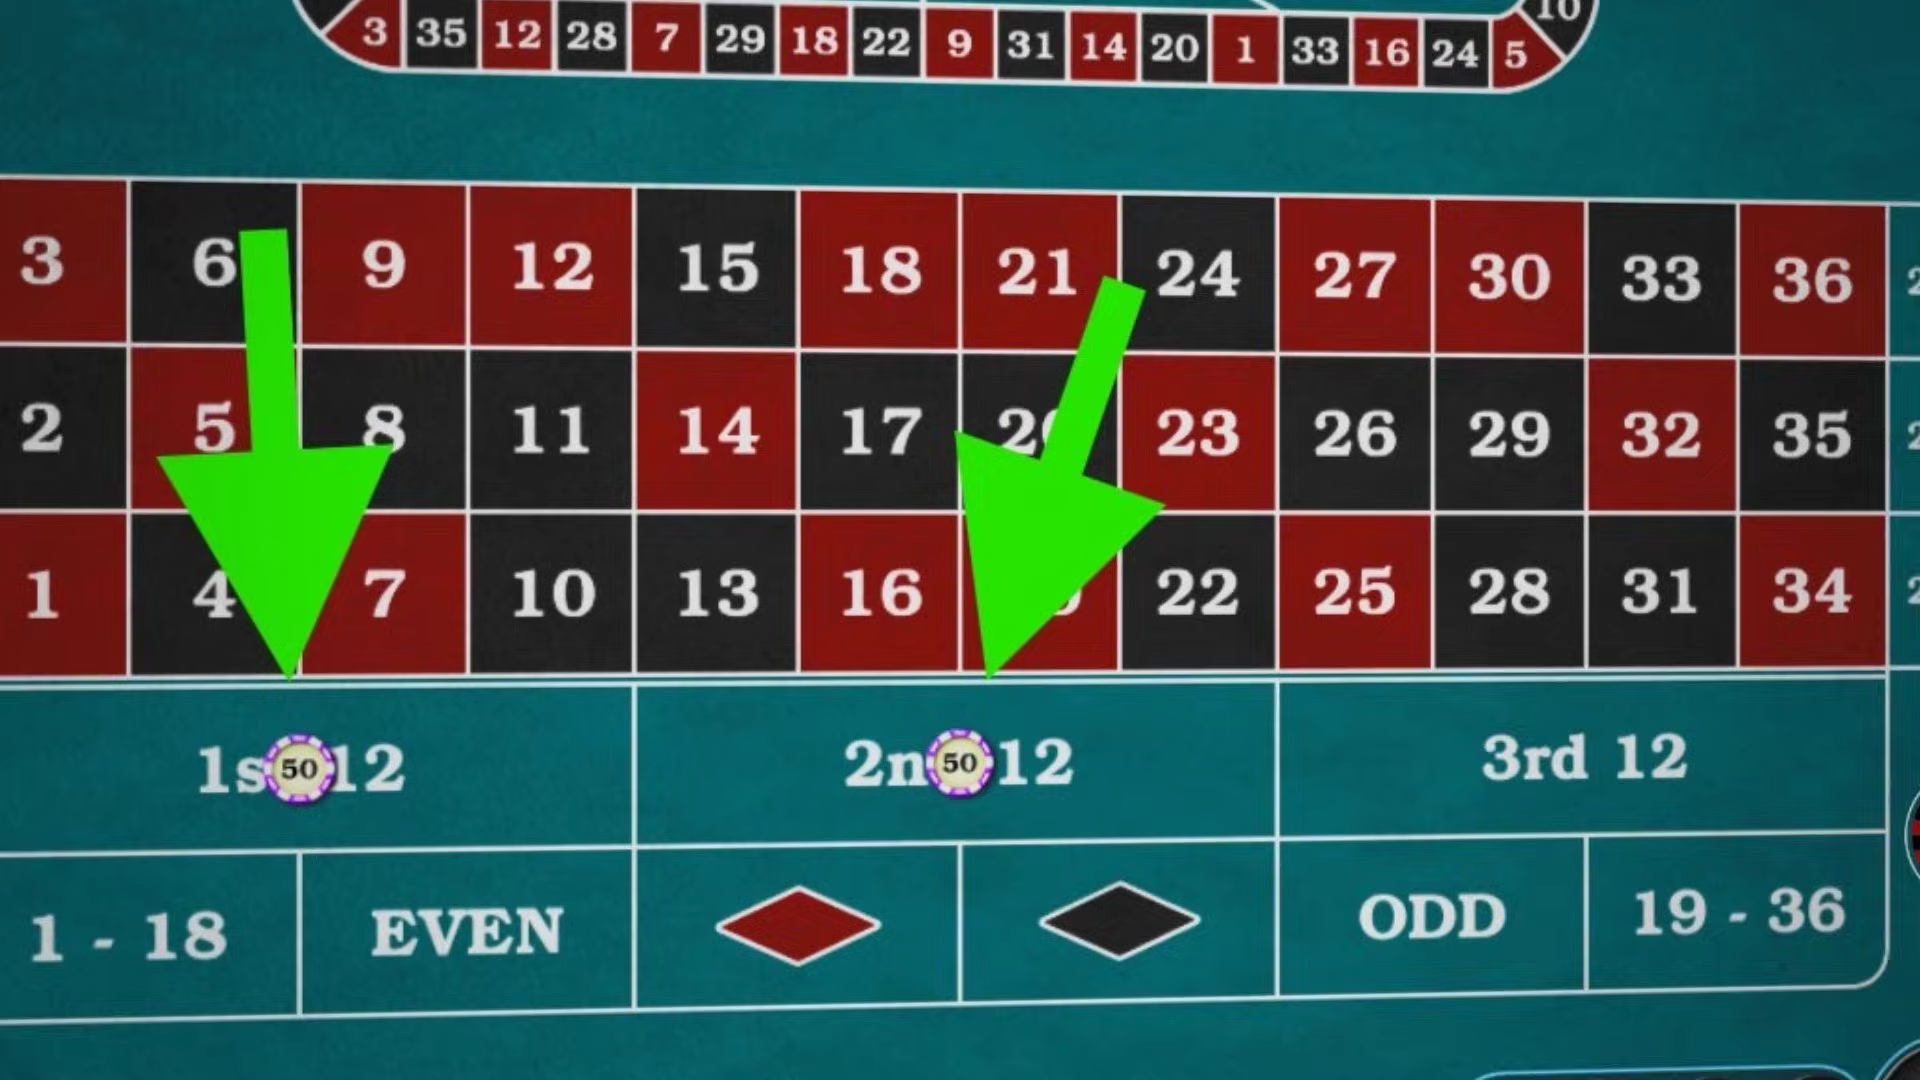 3 35 12 28 7 29 18 22 9 31 14 20 1 33 16 24 5 10
3 6 9 12 15 18 21 24 27 30 33 36
2 5 8 11 14 17 23 26 29 32 35
1 4 7 10 13 16 22 25 28 31 34
12 12 3rd 12
50 50
1 - 18 EVEN ODD 19 - 36